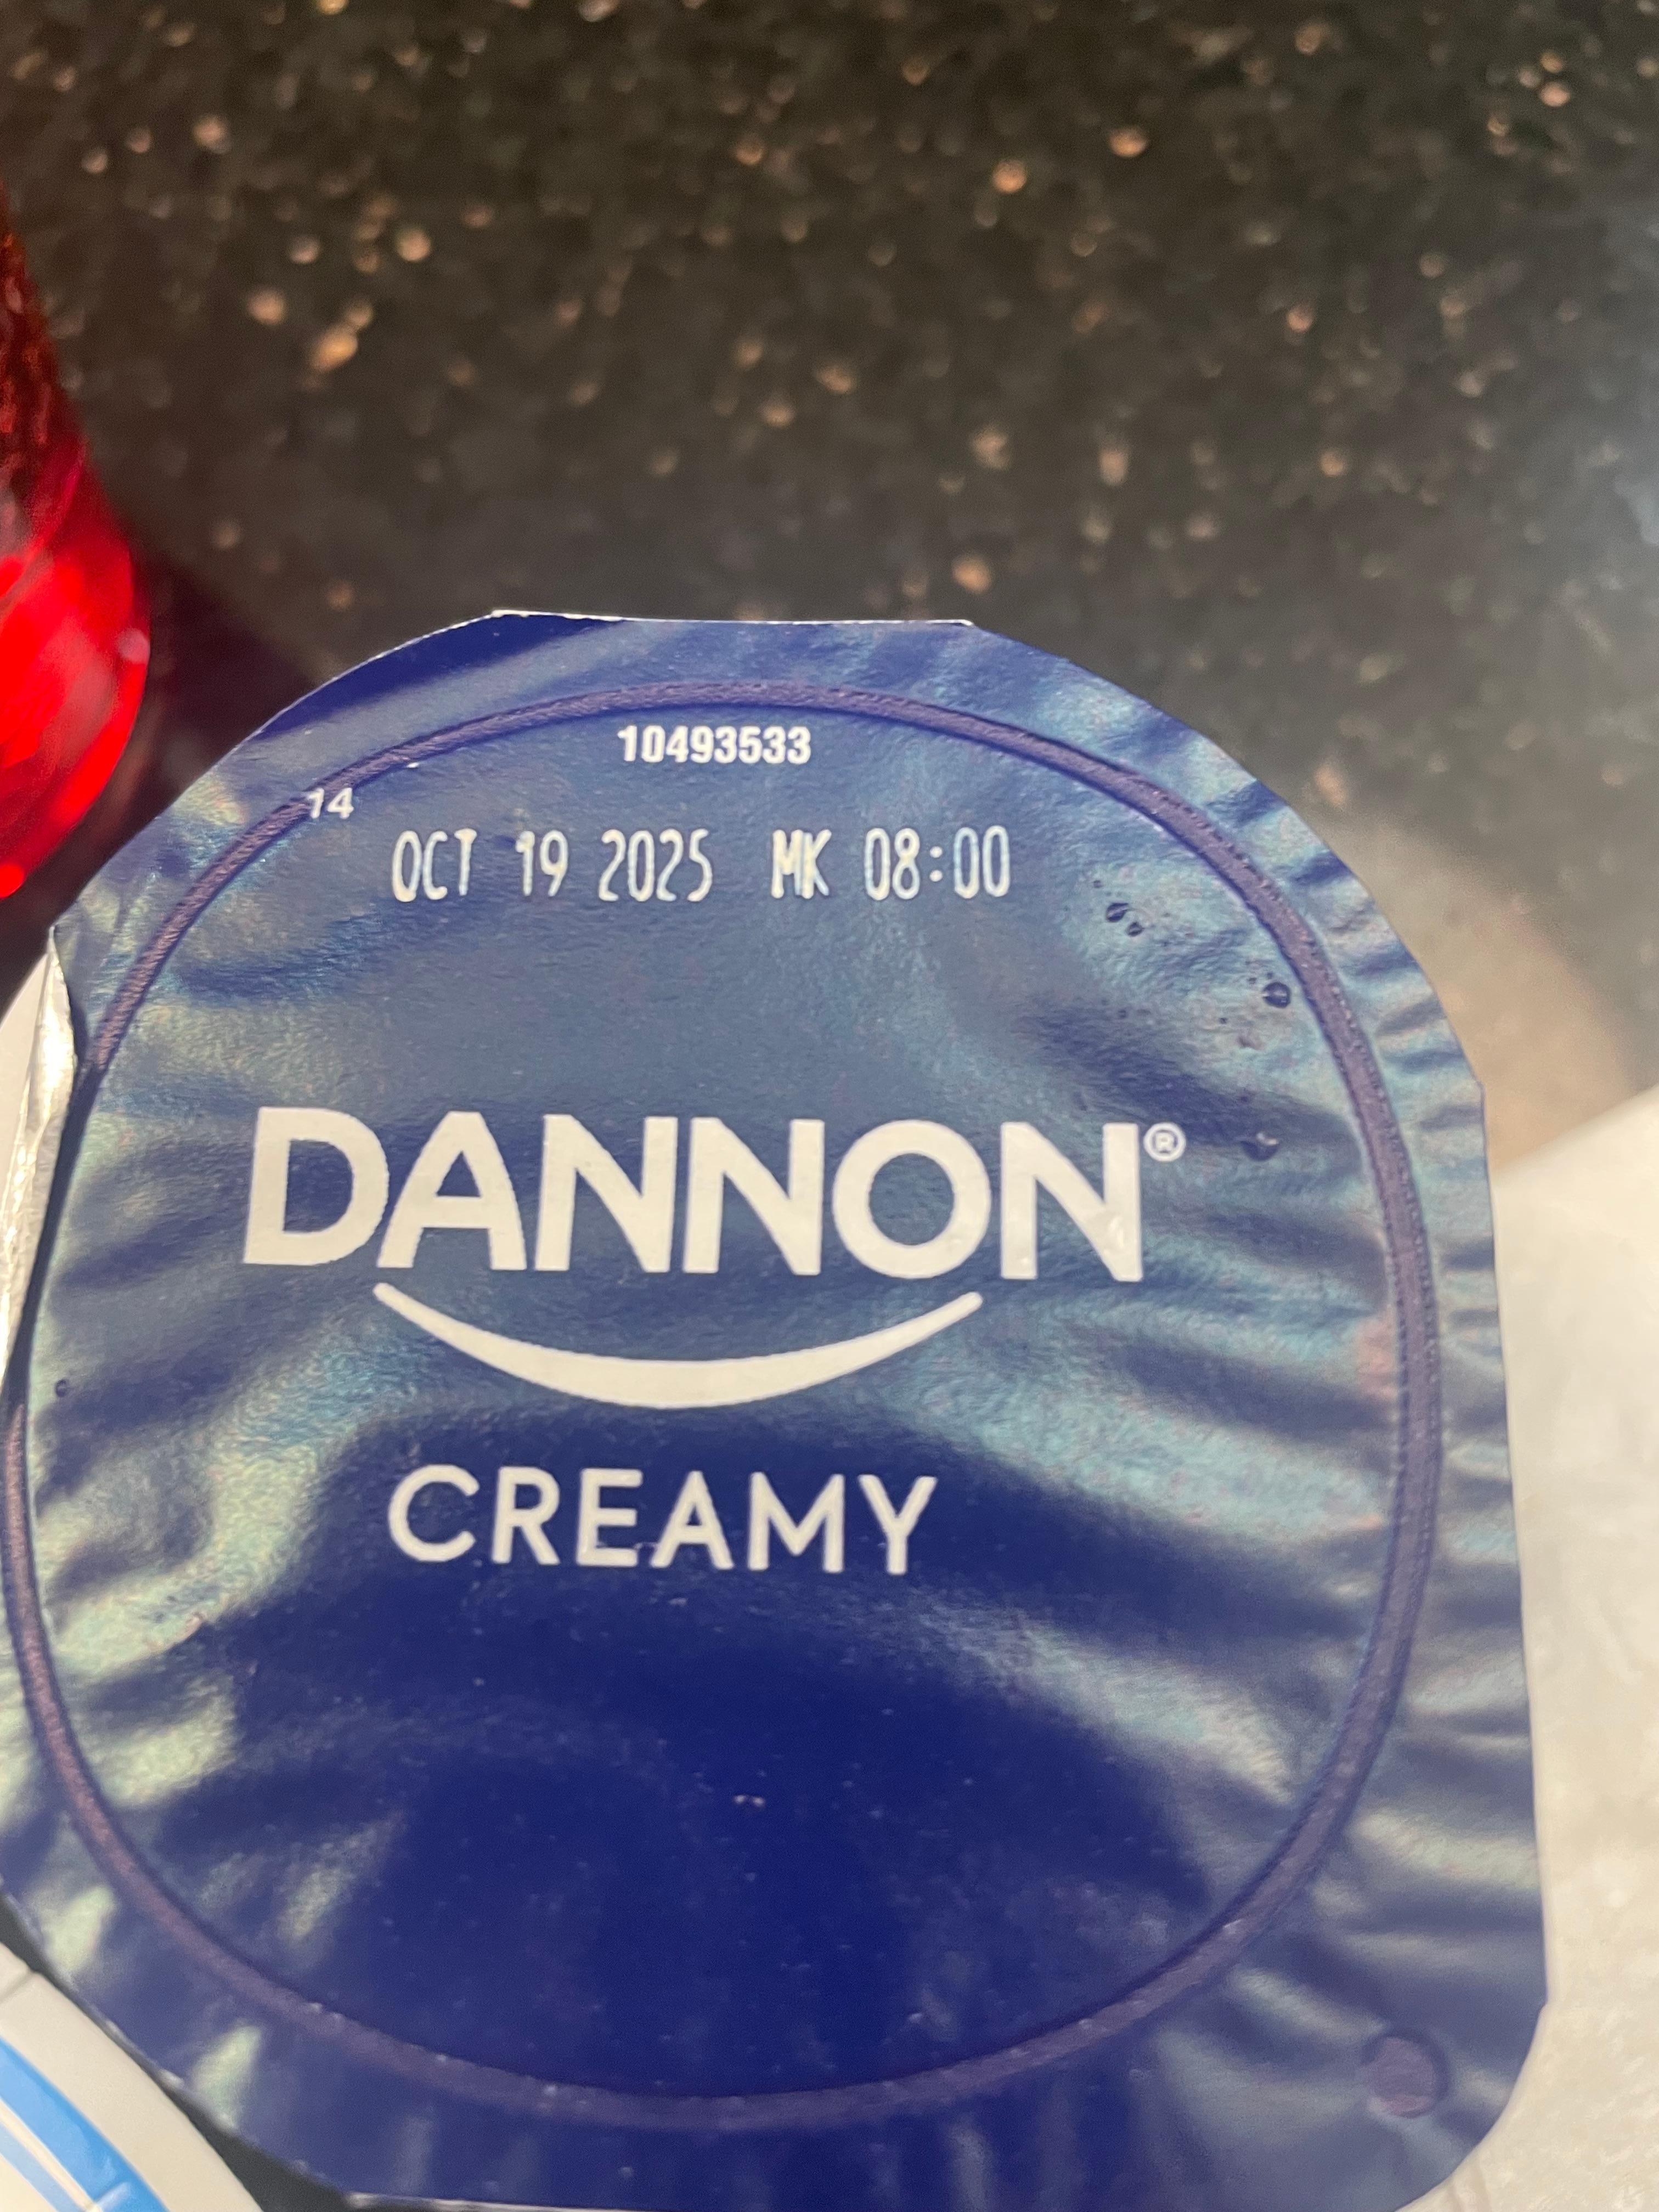 10493533
14
OCT 19 2025 MK 08:00
DANNON®
CREAMY